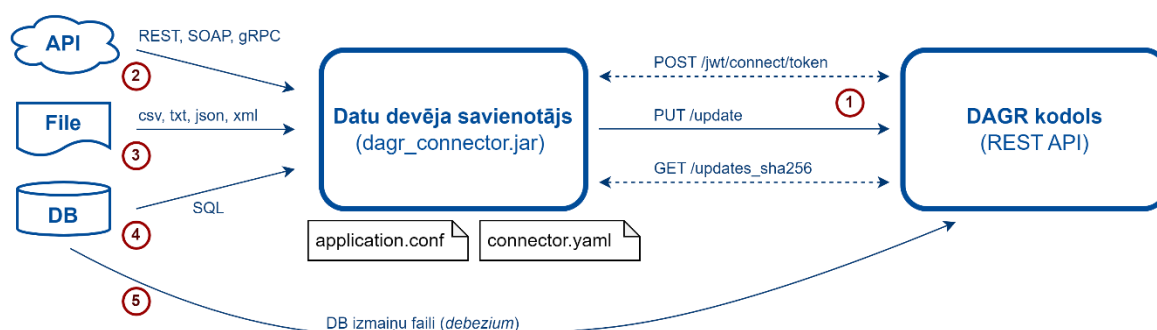 API
REST, SOAP, gRPC
2
File
csv, txt, json, xml
3
DB
SQL
4
5
Datu devēja savienotājs
(dagr_connector.jar)
application.conf
connector.yaml
POST /jwt/connect/token
1
PUT /update
GET /updates_sha256
DAGR kodols
(REST API)
DB izmaiņu faili (debezium)